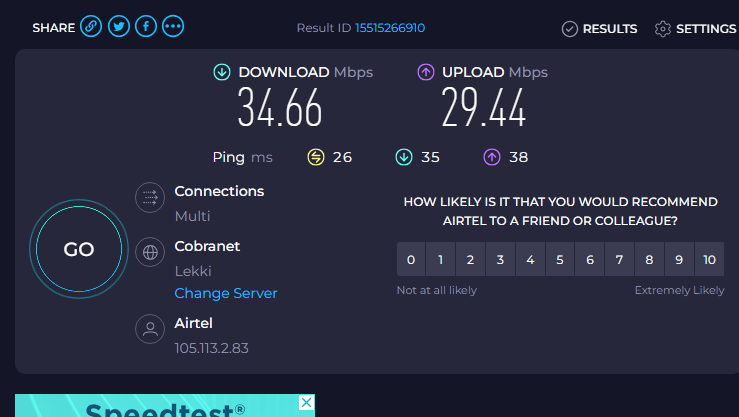 SHARE
Result ID 15515266910
RESULTS
SETTINGS
DOWNLOAD Mbps
UPLOAD Mbps
34.66
29.44
Ping ms
26
35
38
GO
Connections
Multi
Cobranet
Lekki
Change Server
Airtel
105.113.2.83
HOW LIKELY IS IT THAT YOU WOULD RECOMMEND
AIRTEL TO A FRIEND OR COLLEAGUE?
0 1 2 3 4 5 6 7 8 9 10
Not at all likely
Extremely Likely
Speedtest®